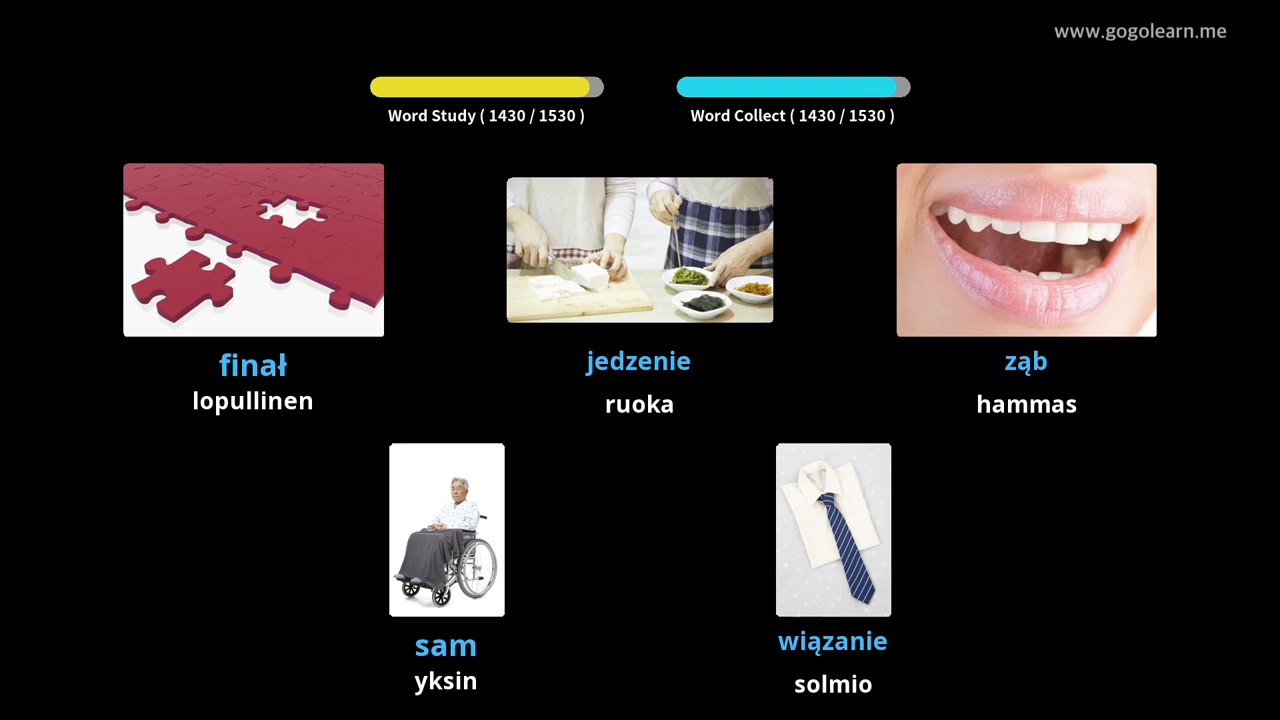 www.gogolearn.me
Word Study ( 1430 / 1530 )
Word Collect ( 1430 / 1530 )
finał
jedzenie
ząb
lopullinen
ruoka
hammas
sam
wiązanie
yksin
solmio